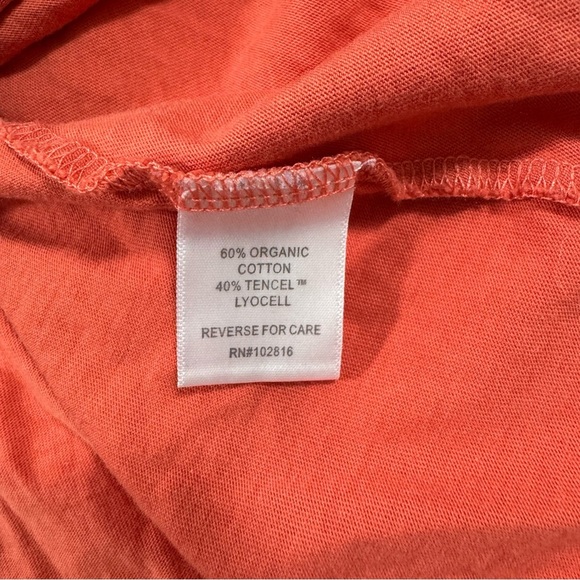 60% ORGANIC
COTTON
40% TENCEL™
LYOCELL
REVERSE FOR CARE
RN#102816